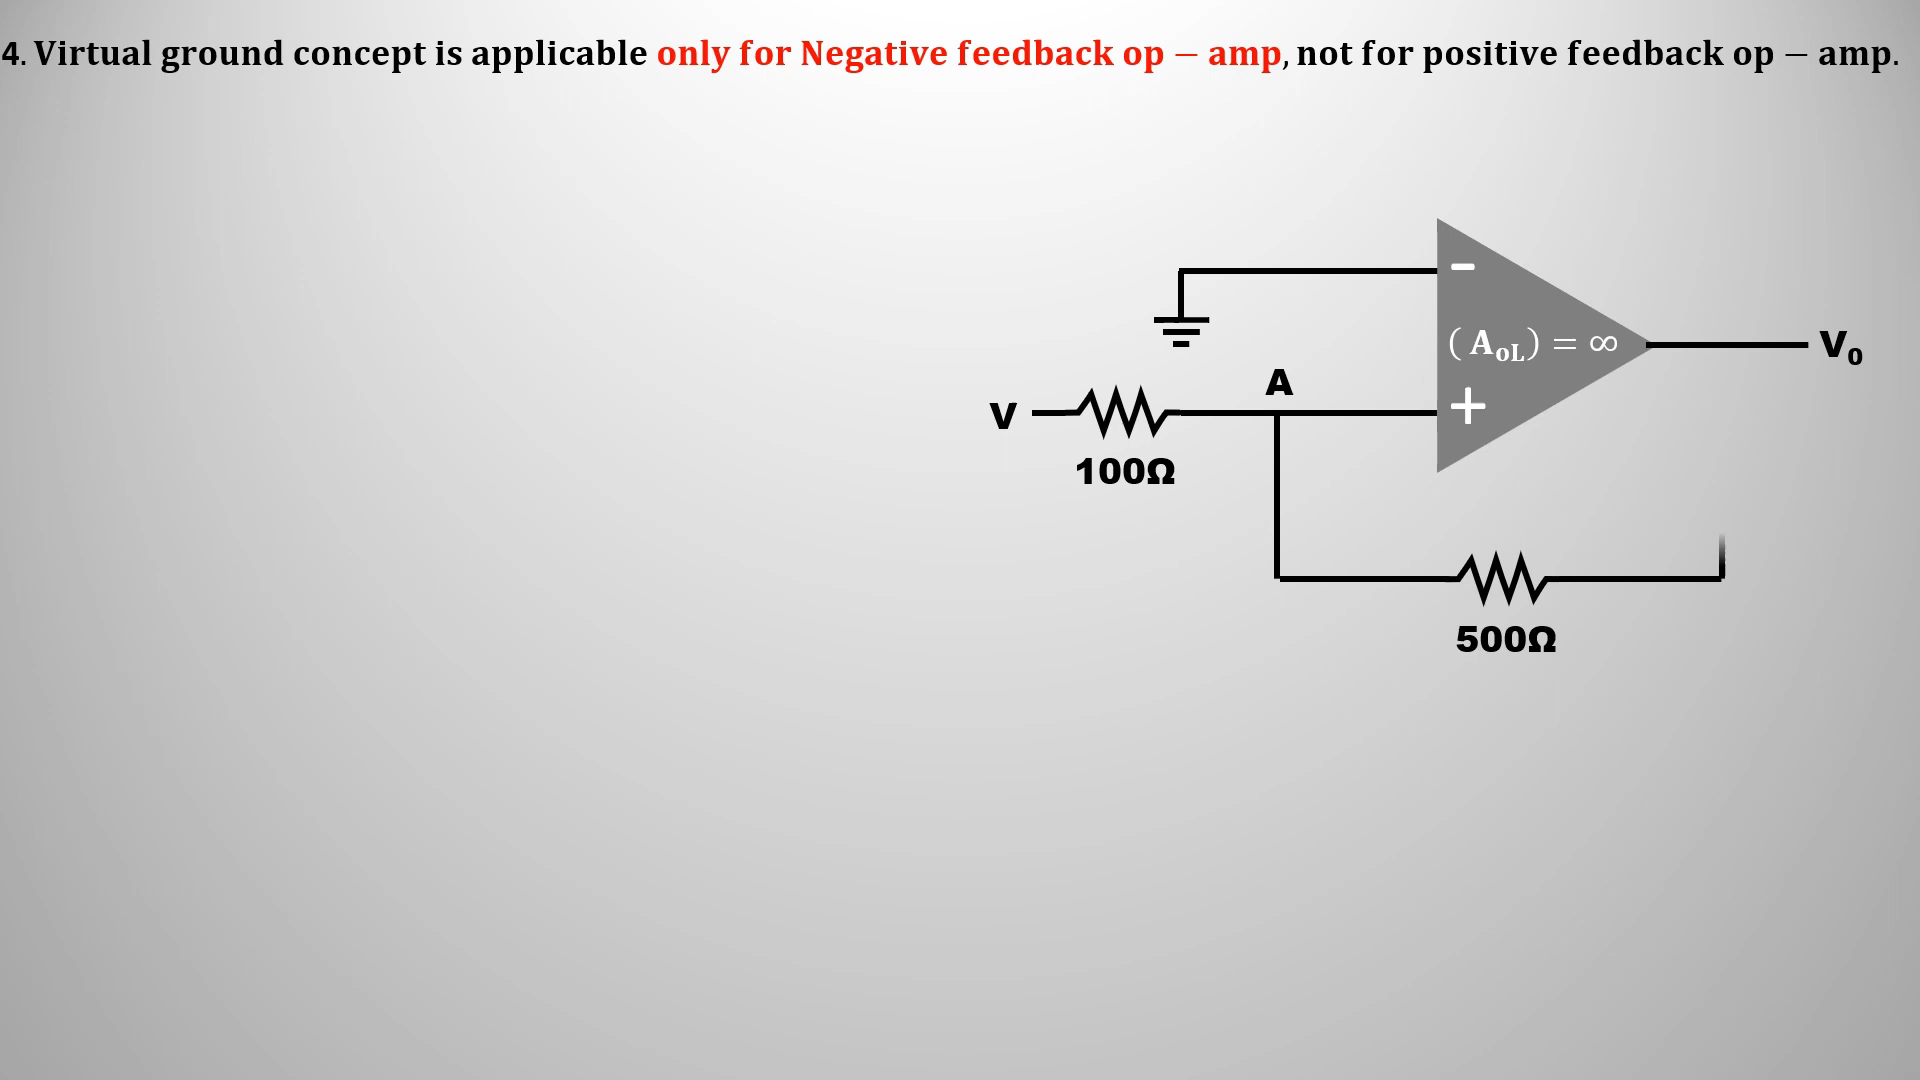 4. Virtual ground concept is applicable only for Negative feedback op − amp, not for positive feedback op − amp.
−
( AoL) = ∞
V0
A
+
V
100Ω
500Ω